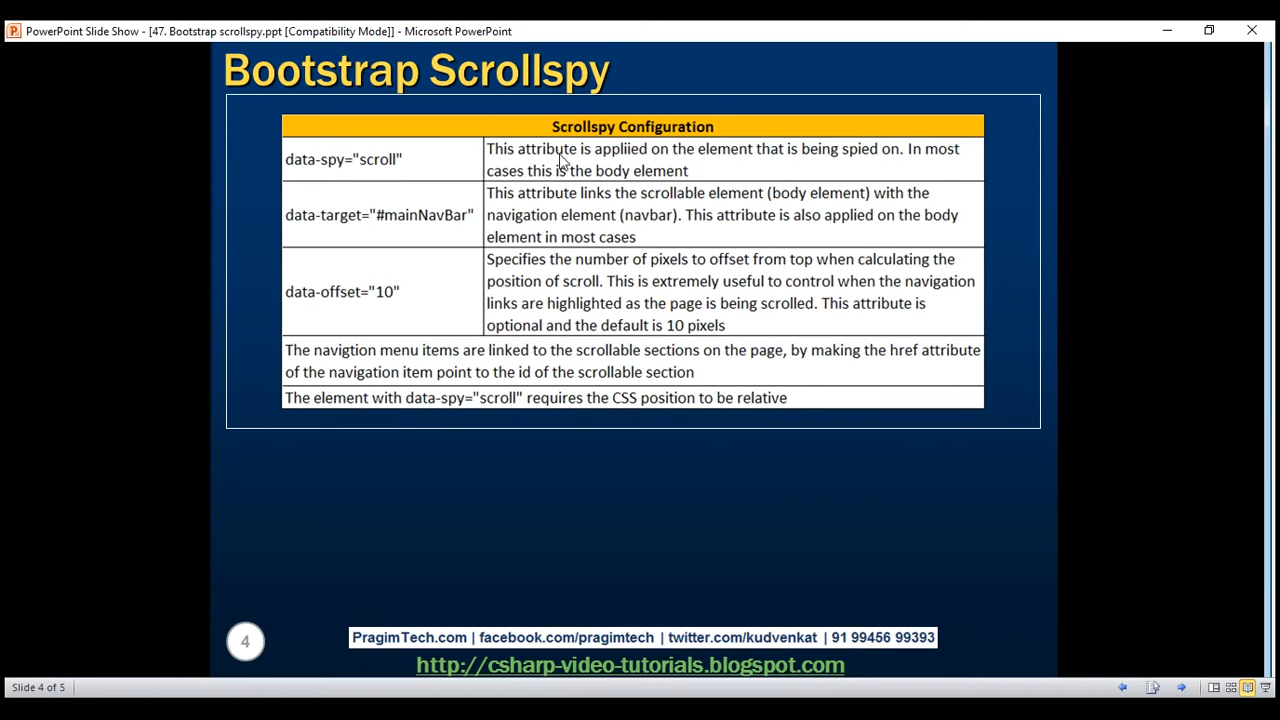 PowerPoint Slide Show - [47. Bootstrap scrollspy.ppt [Compatibility Mode]] - Microsoft PowerPoint
Bootstrap Scrollspy
Scrollspy Configuration
data-spy="scroll"
This attribute is appliied on the element that is being spied on. In most
cases this is the body element
data-target="#mainNavBar"
This attribute links the scrollable element (body element) with the
navigation element (navbar). This attribute is also applied on the body
element in most cases
data-offset="10"
Specifies the number of pixels to offset from top when calculating the
position of scroll. This is extremely useful to control when the navigation
links are highlighted as the page is being scrolled. This attribute is
optional and the default is 10 pixels
The navigtion menu items are linked to the scrollable sections on the page, by making the href attribute
of the navigation item point to the id of the scrollable section
The element with data-spy="scroll" requires the CSS position to be relative
4
PragimTech.com | facebook.com/pragimtech | twitter.com/kudvenkat | 91 99456 99393
http://csharp-video-tutorials.blogspot.com
Slide 4 of 5